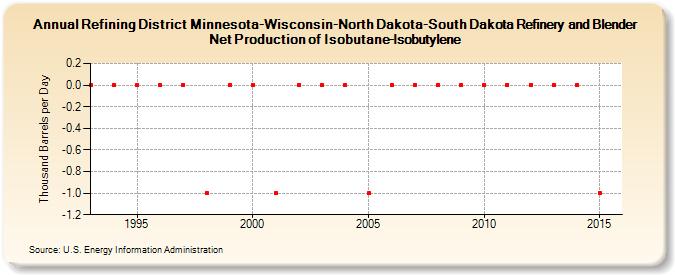 Annual Refining District Minnesota-Wisconsin-North Dakota-South Dakota Refinery and Blender
Net Production of Isobutane-Isobutylene
Thousand Barrels per Day
0.2
0.0
-0.2
-0.4
-0.6
-0.8
-1.0
-1.2
1995 2000 2005 2010 2015
Source: U.S. Energy Information Administration